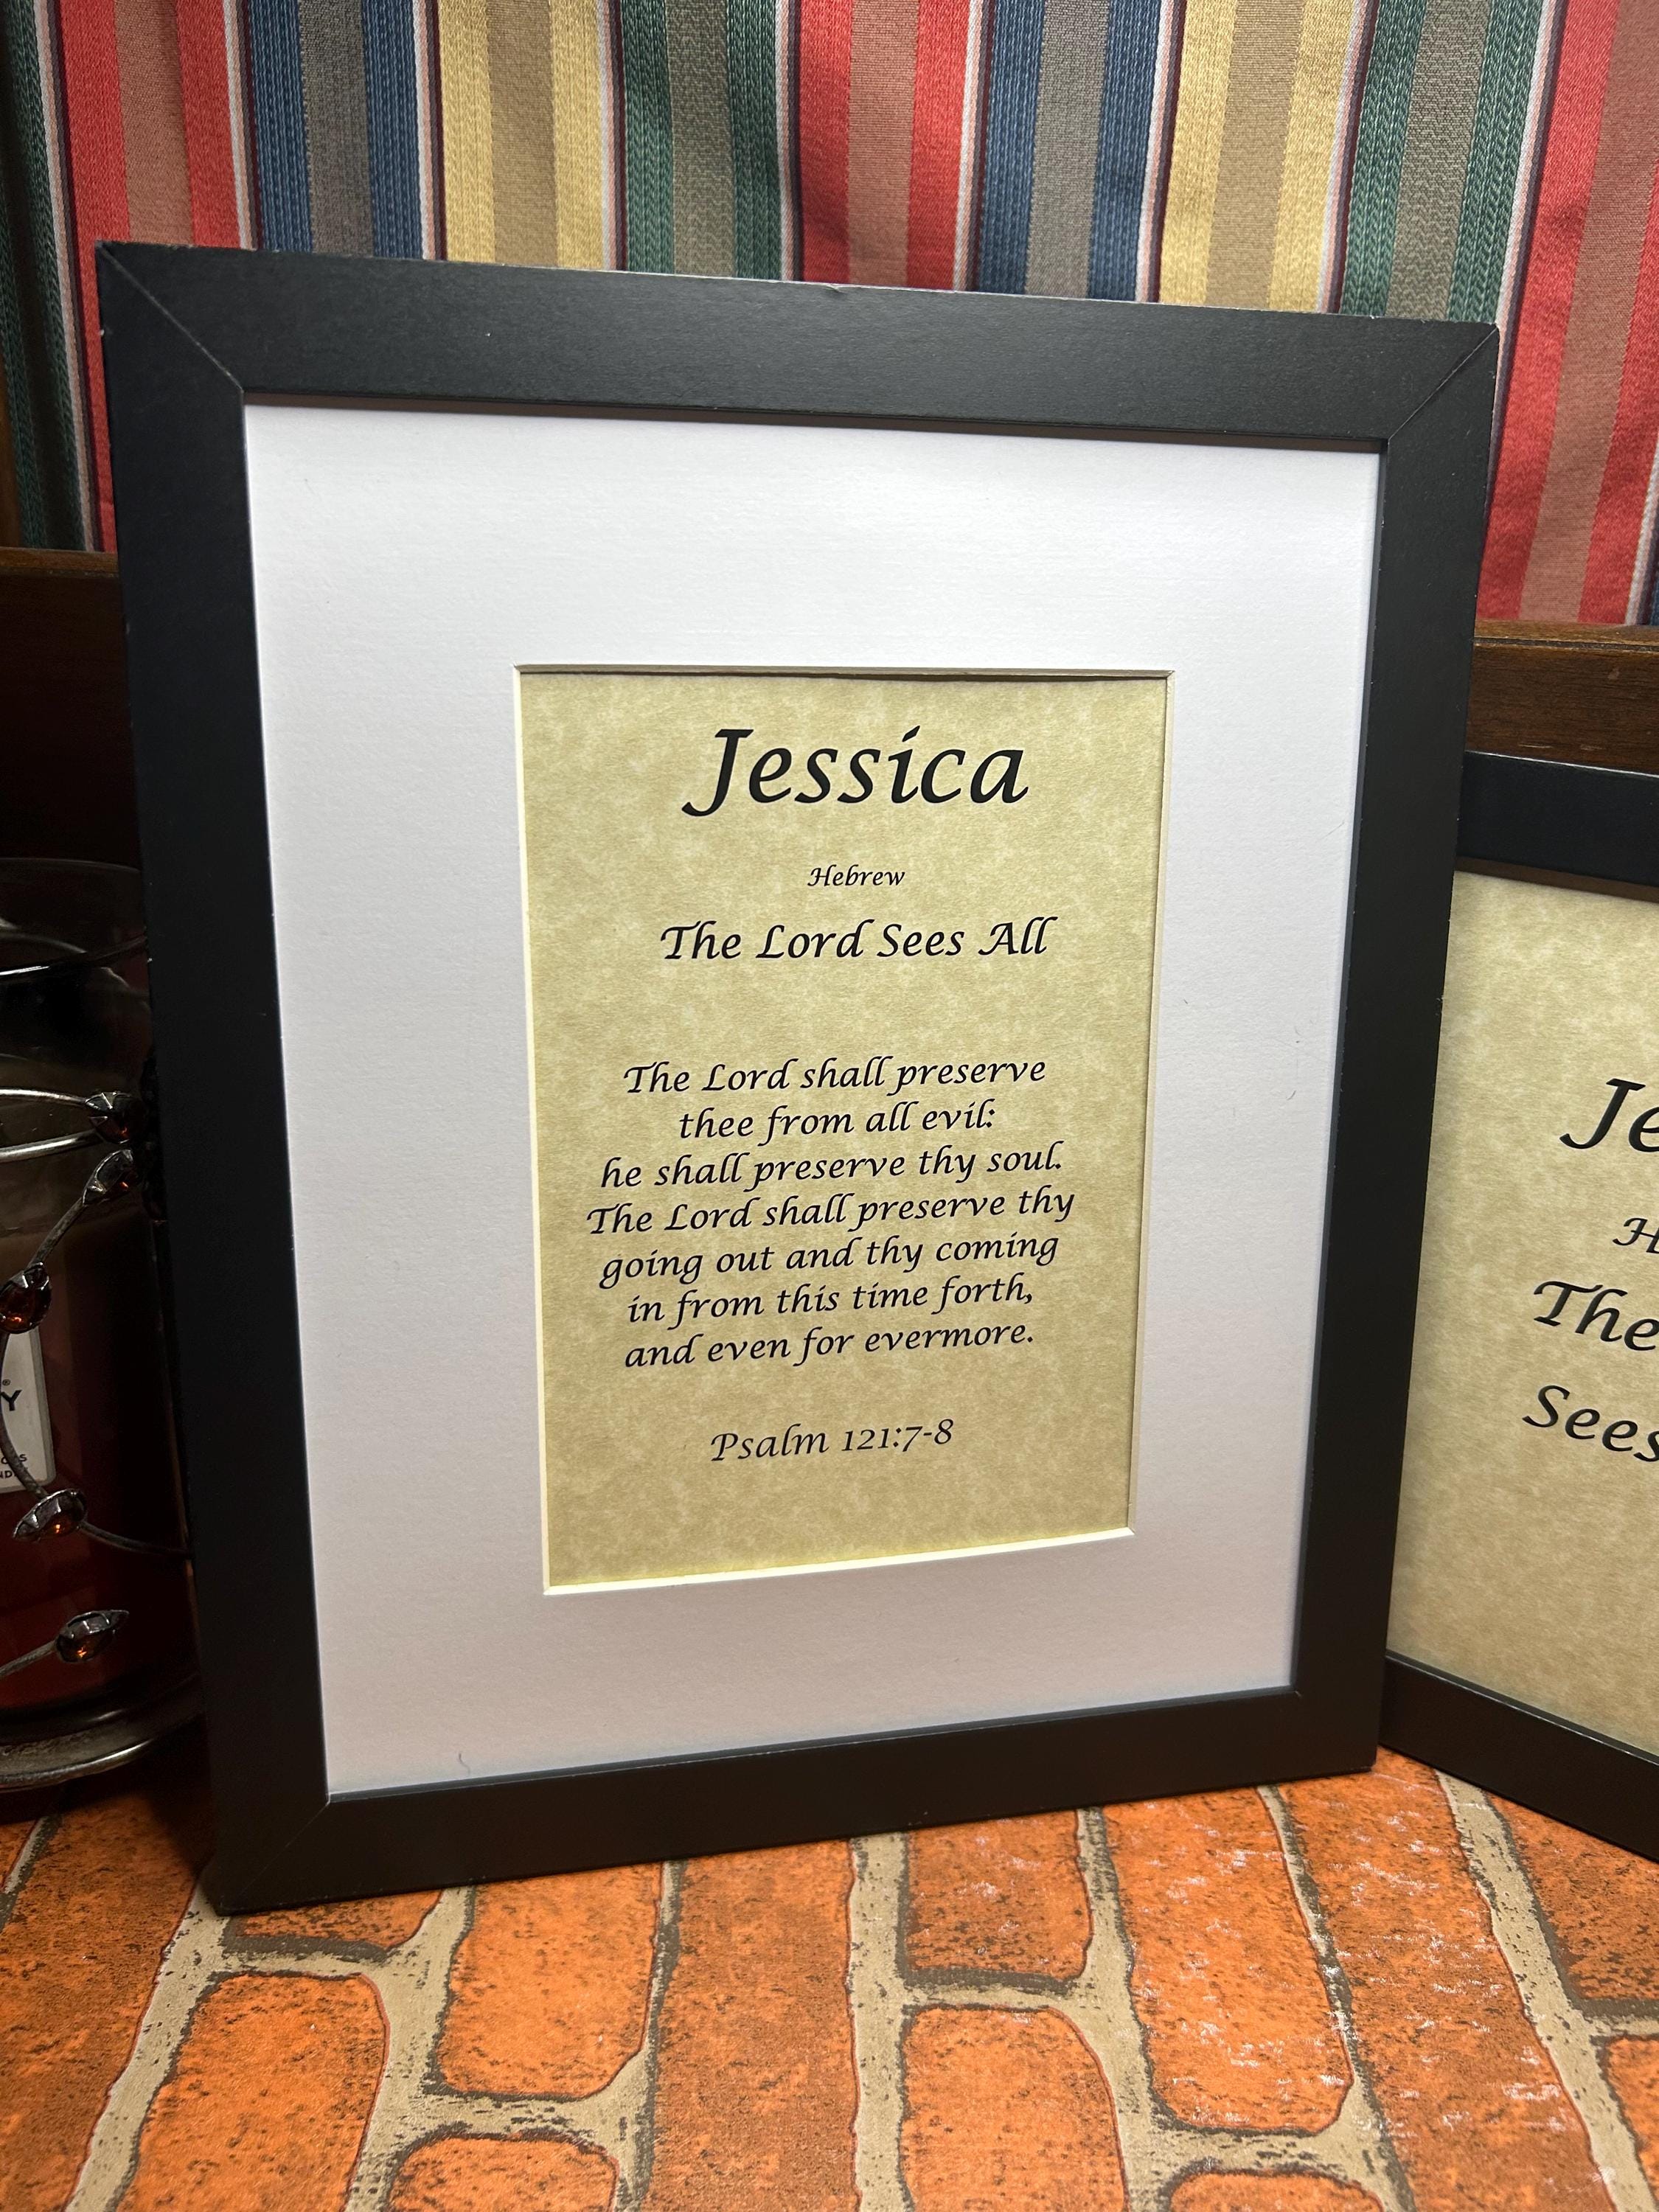 Jessica
Hebrew
The Lord Sees All
The Lord shall preserve
thee from all evil:
he shall preserve thy soul.
The Lord shall preserve thy
going out and thy coming
in from this time forth,
and even for evermore.
Psalm 121:7-8
The
Sees